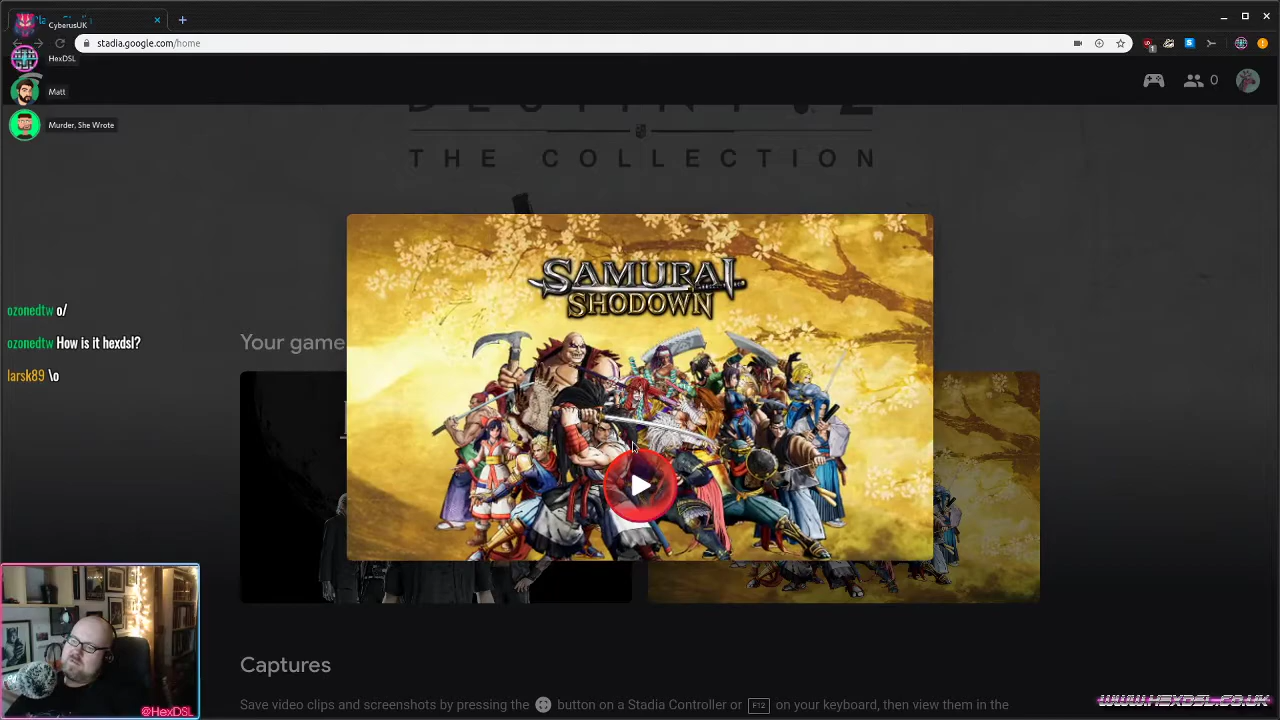 CyberusUK
stadia.google.com/home
HexDSL
0
Matt
Murder, She Wrote
THE COLLECTION
SAMURAI
SHODOWN
ozonedtw o/
ozonedtw How is it hexdsl?
larsk89 \o
Your game
Captures
Save video clips and screenshots by pressing the button on a Stadia Controller or F12 on your keyboard, then view them in the
@HexDSL
WWW.HEXDSL.CO.UK